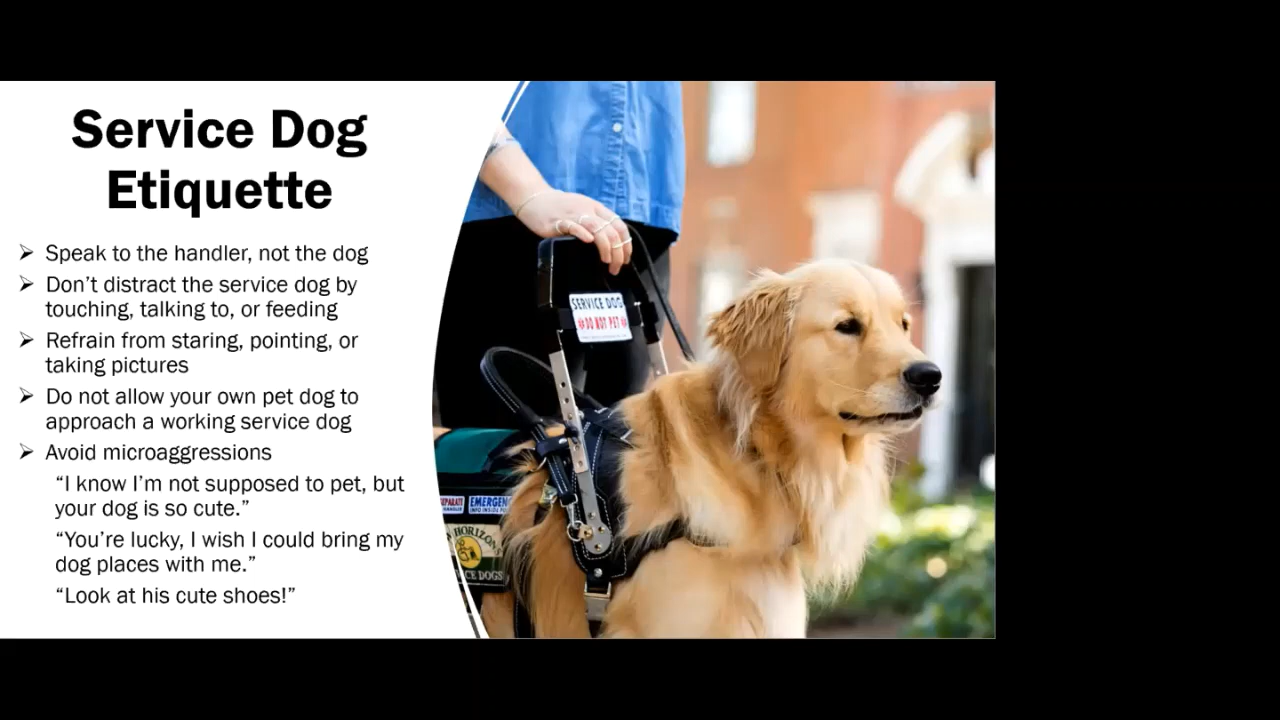 Service Dog
Etiquette
➢ Speak to the handler, not the dog
➢ Don’t distract the service dog by
touching, talking to, or feeding
➢ Refrain from staring, pointing, or
taking pictures
➢ Do not allow your own pet dog to
approach a working service dog
➢ Avoid microaggressions
“I know I’m not supposed to pet, but
your dog is so cute.”
“You’re lucky, I wish I could bring my
dog places with me.”
“Look at his cute shoes!”
SERVICE DOG
DO NOT PET
HORIZONS
DOGS